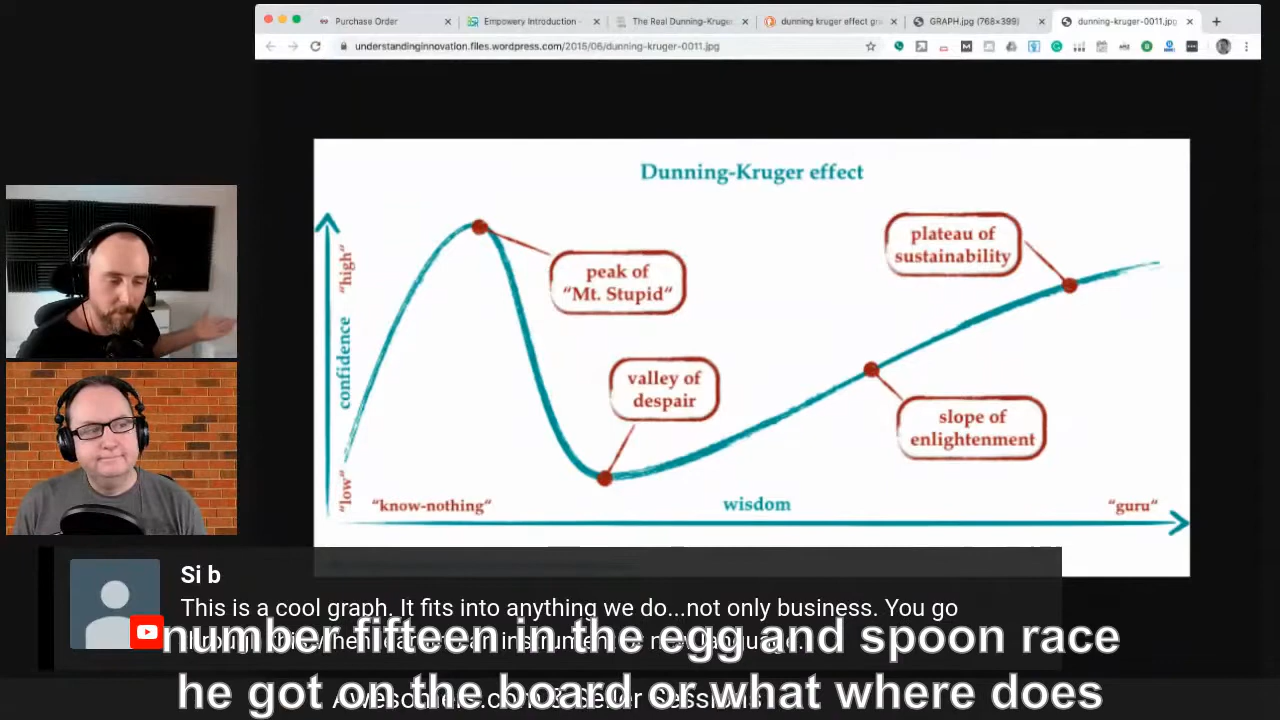 Purchase Order
Empowery Introduction -
The Real Dunning-Kruger
dunning kruger effect gra
GRAPH.jpg (768×399)
dunning-kruger-0011.jpg
understandinginnovation.files.wordpress.com/2015/06/dunning-kruger-0011.jpg
Dunning-Kruger effect
"high"
confidence
"low"
peak of
"Mt. Stupid"
valley of
despair
plateau of
sustainability
slope of
enlightenment
"know-nothing"
wisdom
"guru"
Si b
This is a cool graph. It fits into anything we do...not only business. You go
number fifteen in the egg and spoon race
he got on the board or what where does